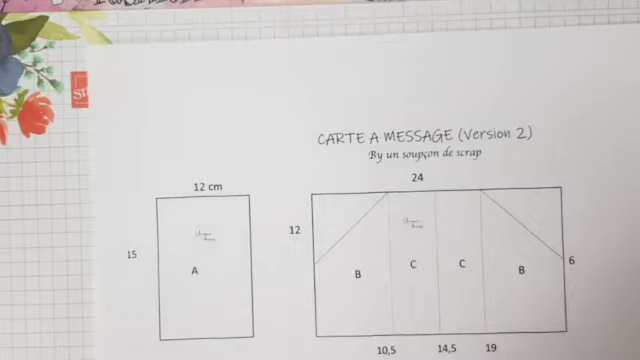 CARTE A MESSAGE (Version 2)
By un soupçon de scrap
12 cm
24
15
A
12
B
C
C
B
6
10,5
14,5
19